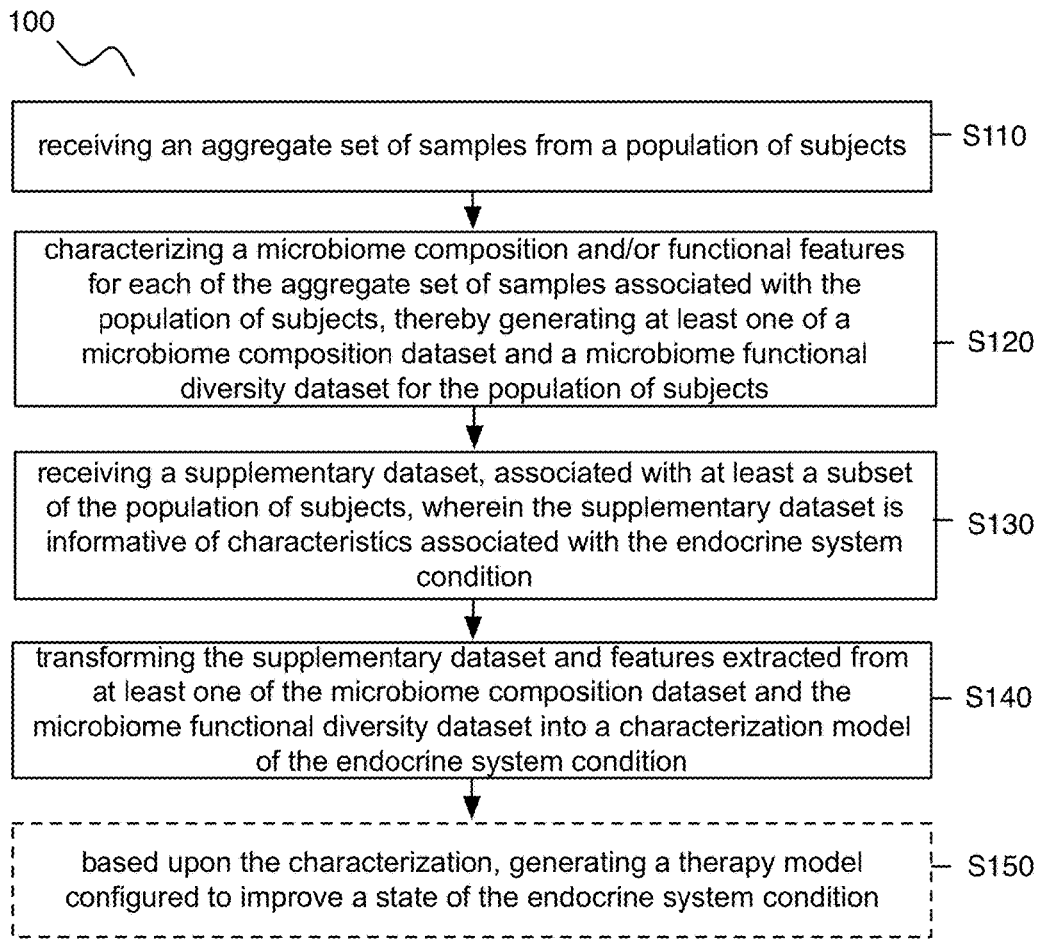 100
receiving an aggregate set of samples from a population of subjects
S110
characterizing a microbiome composition and/or functional features
for each of the aggregate set of samples associated with the
population of subjects, thereby generating at least one of a
microbiome composition dataset and a microbiome functional
diversity dataset for the population of subjects
S120
receiving a supplementary dataset, associated with at least a subset
of the population of subjects, wherein the supplementary dataset is
informative of characteristics associated with the endocrine system
condition
S130
transforming the supplementary dataset and features extracted from
at least one of the microbiome composition dataset and the
microbiome functional diversity dataset into a characterization model
of the endocrine system condition
S140
based upon the characterization, generating a therapy model
configured to improve a state of the endocrine system condition
S150